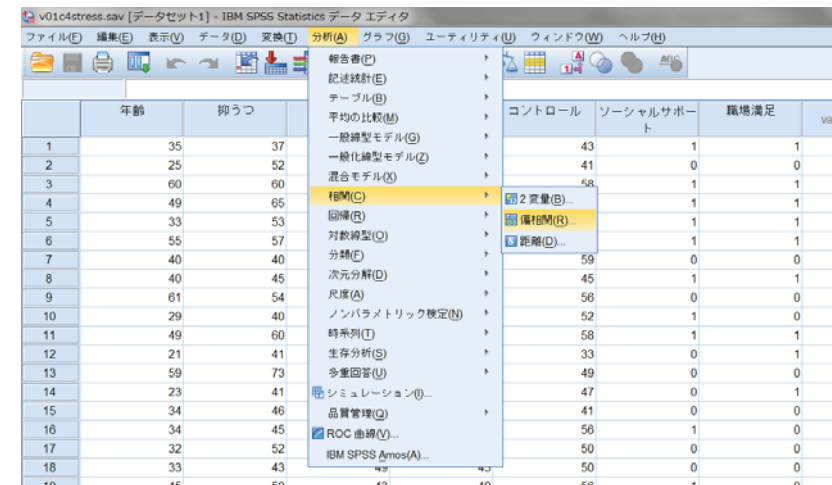 v01c4stress.sav [データセット1] - IBM SPSS Statistics データ エディタ
ファイル(F) 編集(E) 表示(V) データ(D) 変換(T) 分析(A) グラフ(G) ユーティリティ(U) ウィンドウ(W) ヘルプ(H)
報告書(P)
記述統計(E)
テーブル(B)
平均の比較(M)
一般線型モデル(G)
一般化線型モデル(Z)
混合モデル(X)
相関(C)
回帰(R)
対数線型(O)
分類(F)
次元分解(D)
尺度(A)
ノンパラメトリック検定(N)
時系列(T)
生存分析(S)
多重回答(U)
シミュレーション(I)...
品質管理(Q)
ROC 曲線(V)...
IBM SPSS Amos(A)...
2 変量(B)...
偏相関(R)...
距離(D)...
年齢 抑うつ コントロール ソーシャルサポート 職場満足 va
1 35 37 43 1 1
2 25 52 41 0 0
3 60 60 58 1 1
4 49 65 1 1
5 33 53 1 1
6 55 57 1 1
7 40 40 59 0 0
8 40 45 45 1 1
9 61 54 56 0 0
10 29 40 52 1 0
11 49 60 58 1 1
12 21 41 33 0 1
13 59 73 49 0 0
14 23 41 47 0 1
15 34 46 41 0 0
16 34 45 56 1 0
17 32 52 50 0 0
18 33 43 49 45 50 0 0